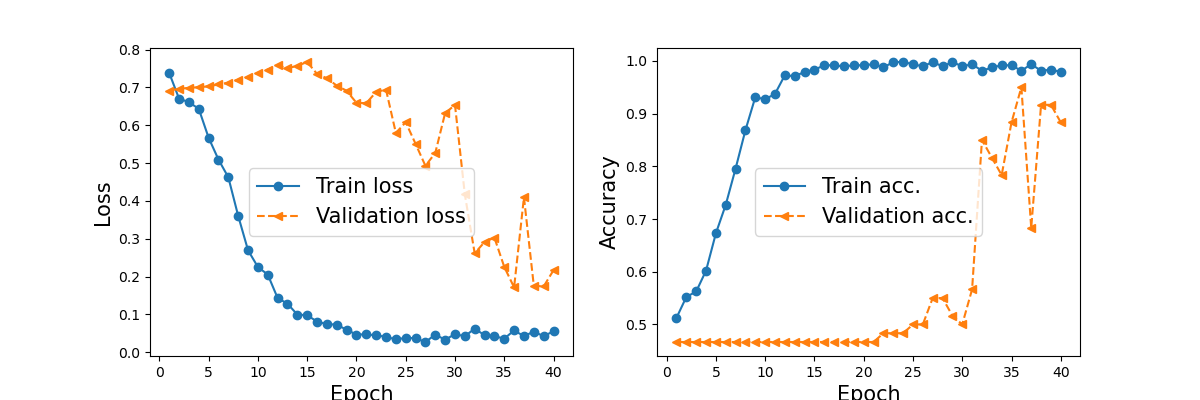 0.8
0.7
0.6
0.5
0.4
0.3
0.2
0.1
0.0
Loss
Train loss
Validation loss
0 5 10 15 20 25 30 35 40
Epoch
1.0
0.9
0.8
0.7
0.6
0.5
Accuracy
Train acc.
Validation acc.
0 5 10 15 20 25 30 35 40
Epoch